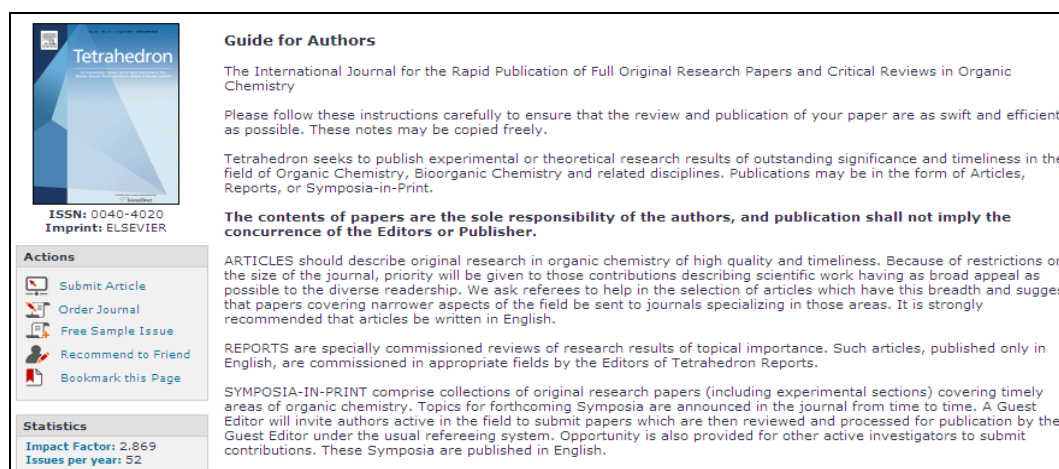 Tetrahedron
ISSN: 0040-4020
Imprint: ELSEVIER
Actions
Submit Article
Order Journal
Free Sample Issue
Recommend to Friend
Bookmark this Page
Statistics
Impact Factor: 2.869
Issues per year: 52
Guide for Authors
The International Journal for the Rapid Publication of Full Original Research Papers and Critical Reviews in Organic
Chemistry
Please follow these instructions carefully to ensure that the review and publication of your paper are as swift and efficient
as possible. These notes may be copied freely.
Tetrahedron seeks to publish experimental or theoretical research results of outstanding significance and timeliness in the
field of Organic Chemistry, Bioorganic Chemistry and related disciplines. Publications may be in the form of Articles,
Reports, or Symposia-in-Print.
The contents of papers are the sole responsibility of the authors, and publication shall not imply the
concurrence of the Editors or Publisher.
ARTICLES should describe original research in organic chemistry of high quality and timeliness. Because of restrictions on
the size of the journal, priority will be given to those contributions describing scientific work having as broad appeal as
possible to the diverse readership. We ask referees to help in the selection of articles which have this breadth and sugges
that papers covering narrower aspects of the field be sent to journals specializing in those areas. It is strongly
recommended that articles be written in English.
REPORTS are specially commissioned reviews of research results of topical importance. Such articles, published only in
English, are commissioned in appropriate fields by the Editors of Tetrahedron Reports.
SYMPOSIA-IN-PRINT comprise collections of original research papers (including experimental sections) covering timely
areas of organic chemistry. Topics for forthcoming Symposia are announced in the journal from time to time. A Guest
Editor will invite authors active in the field to submit papers which are then reviewed and processed for publication by the
Guest Editor under the usual refereeing system. Opportunity is also provided for other active investigators to submit
contributions. These Symposia are published in English.